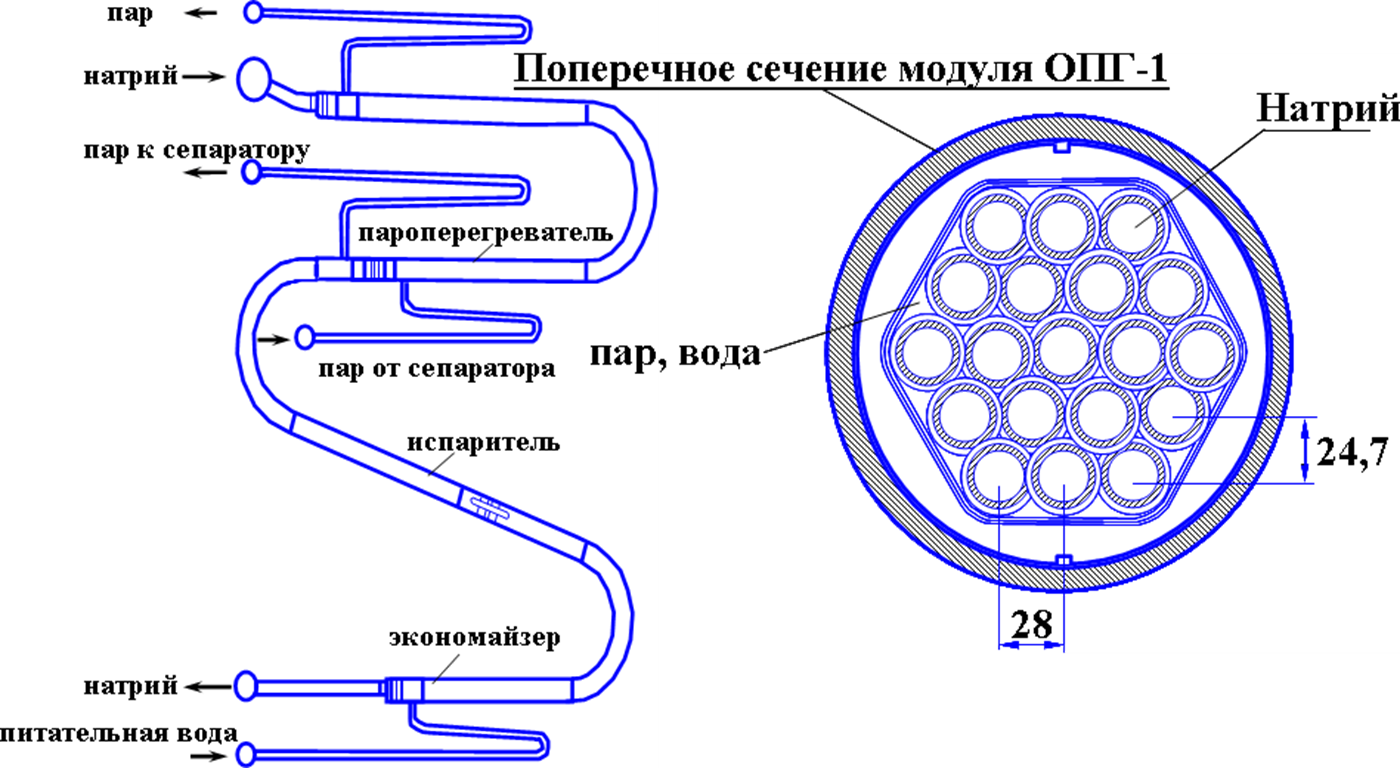 пар
натрий
пар к сепаратору
пароперегреватель
пар от сепаратора
испаритель
экономайзер
натрий
питательная вода
Поперечное сечение модуля ОПГ-1
Натрий
пар, вода
24,7
28